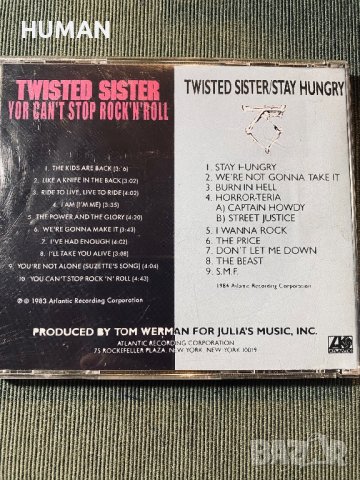 HUMAN
TWISTED SISTER
YOR CAN'T STOP ROCK'N'ROLL
1. THE KIDS ARE BACK (3:16)
2. LIKE A KNIFE IN THE BACK (3:02)
3. RIDE TO LIVE, LIVE TO RIDE (4:02)
4. I AM (I'M ME) (3:35)
5. THE POWER AND THE GLORY (4:20)
6. WE'RE GONNA MAKE IT (3:43)
7. I'VE HAD ENOUGH (4:02)
8. I'LL TAKE YOU ALIVE (3:08)
9. YOU'RE NOT ALONE (SUZETTE'S SONG) (4:04)
10. YOU CAN'T STOP ROCK 'N' ROLL (4:43)
℗ © 1983 Atlantic Recording Corporation
TWISTED SISTER/STAY HUNGRY
1. STAY HUNGRY
2. WE'RE NOT GONNA TAKE IT
3. BURN IN HELL
4. HORROR-TERIA
A) CAPTAIN HOWDY
B) STREET JUSTICE
5. I WANNA ROCK
6. THE PRICE
7. DON'T LET ME DOWN
8. THE BEAST
9. S.M.F.
1984 Atlantic Recording Corporation
PRODUCED BY TOM WERMAN FOR JULIA'S MUSIC, INC.
ATLANTIC RECORDING CORPORATION
75 ROCKEFELLER PLAZA, NEW YORK, NEW YORK 10019
ATLANTIC
BAZAR